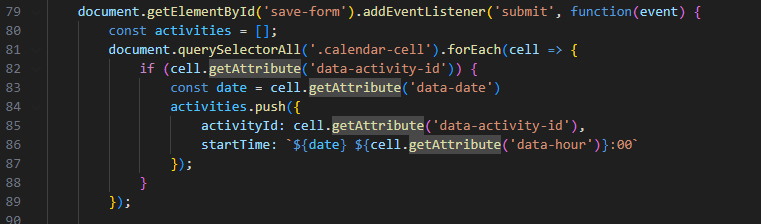 79 document.getElementById('save-form').addEventListener('submit', function(event) {
80 const activities = [];
81 document.querySelectorAll('.calendar-cell').forEach(cell => {
82 if (cell.getAttribute('data-activity-id')) {
83 const date = cell.getAttribute('data-date')
84 activities.push({
85 activityId: cell.getAttribute('data-activity-id'),
86 startTime: `${date} ${cell.getAttribute('data-hour')}:00`
87 });
88 }
89 });
90